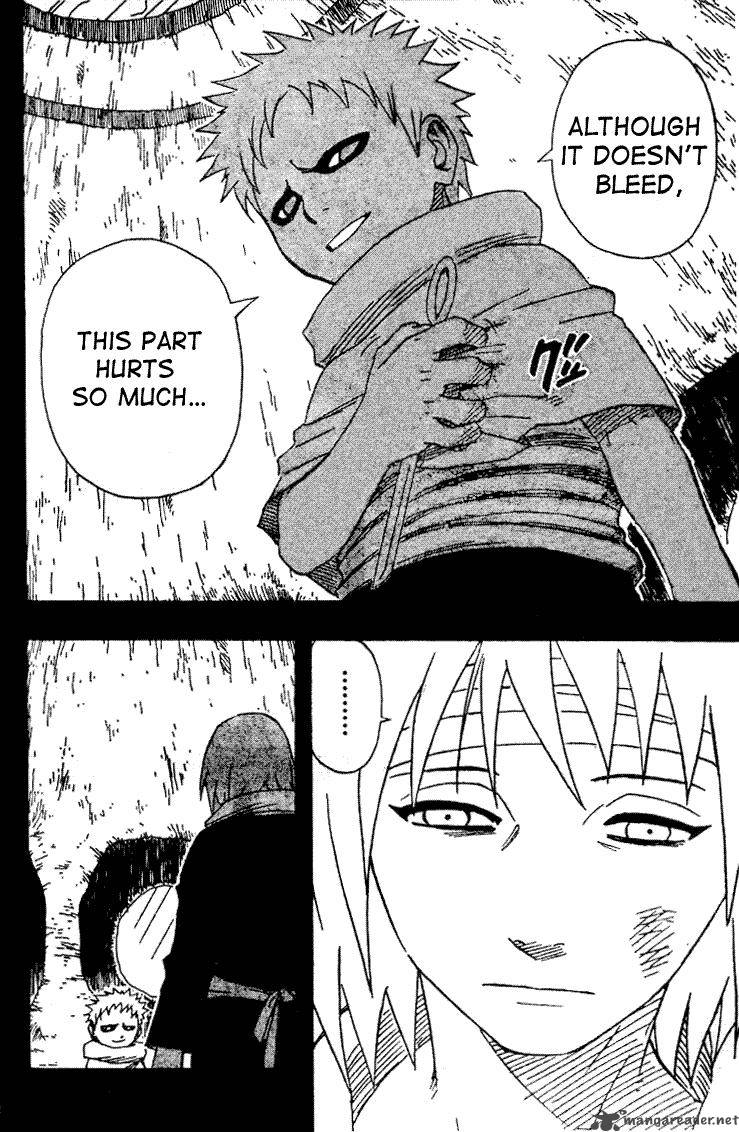 ALTHOUGH
IT DOESN'T
BLEED,
グッ
THIS PART
HURTS
SO MUCH...
.........
mangareader.net